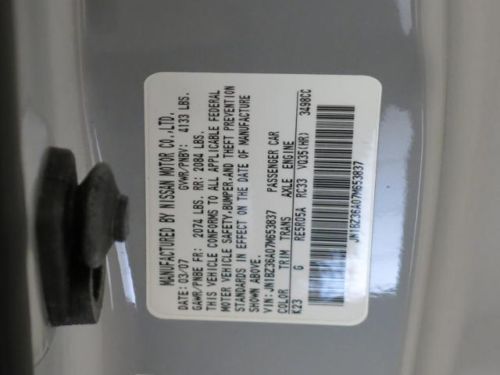 MANUFACTURED BY NISSAN MOTOR CO.,LTD.
DATE: 03/07 GVWR/PNBV: 4133 LBS.
GAWR/PNBE FR: 2074 LBS. RR: 2084 LBS.
THIS VEHICLE CONFORMS TO ALL APPLICABLE FEDERAL
MOTOR VEHICLE SAFETY,BUMPER,AND THEFT PREVENTION
STANDARDS IN EFFECT ON THE DATE OF MANUFACTURE
SHOWN ABOVE.
VIN: JN1BZ36A07M653837 PASSENGER CAR
COLOR TRIM TRANS AXLE ENGINE
K23 G RE5R05A RC33 VQ35(HR) 3498CC
JN1BZ36A07M653837